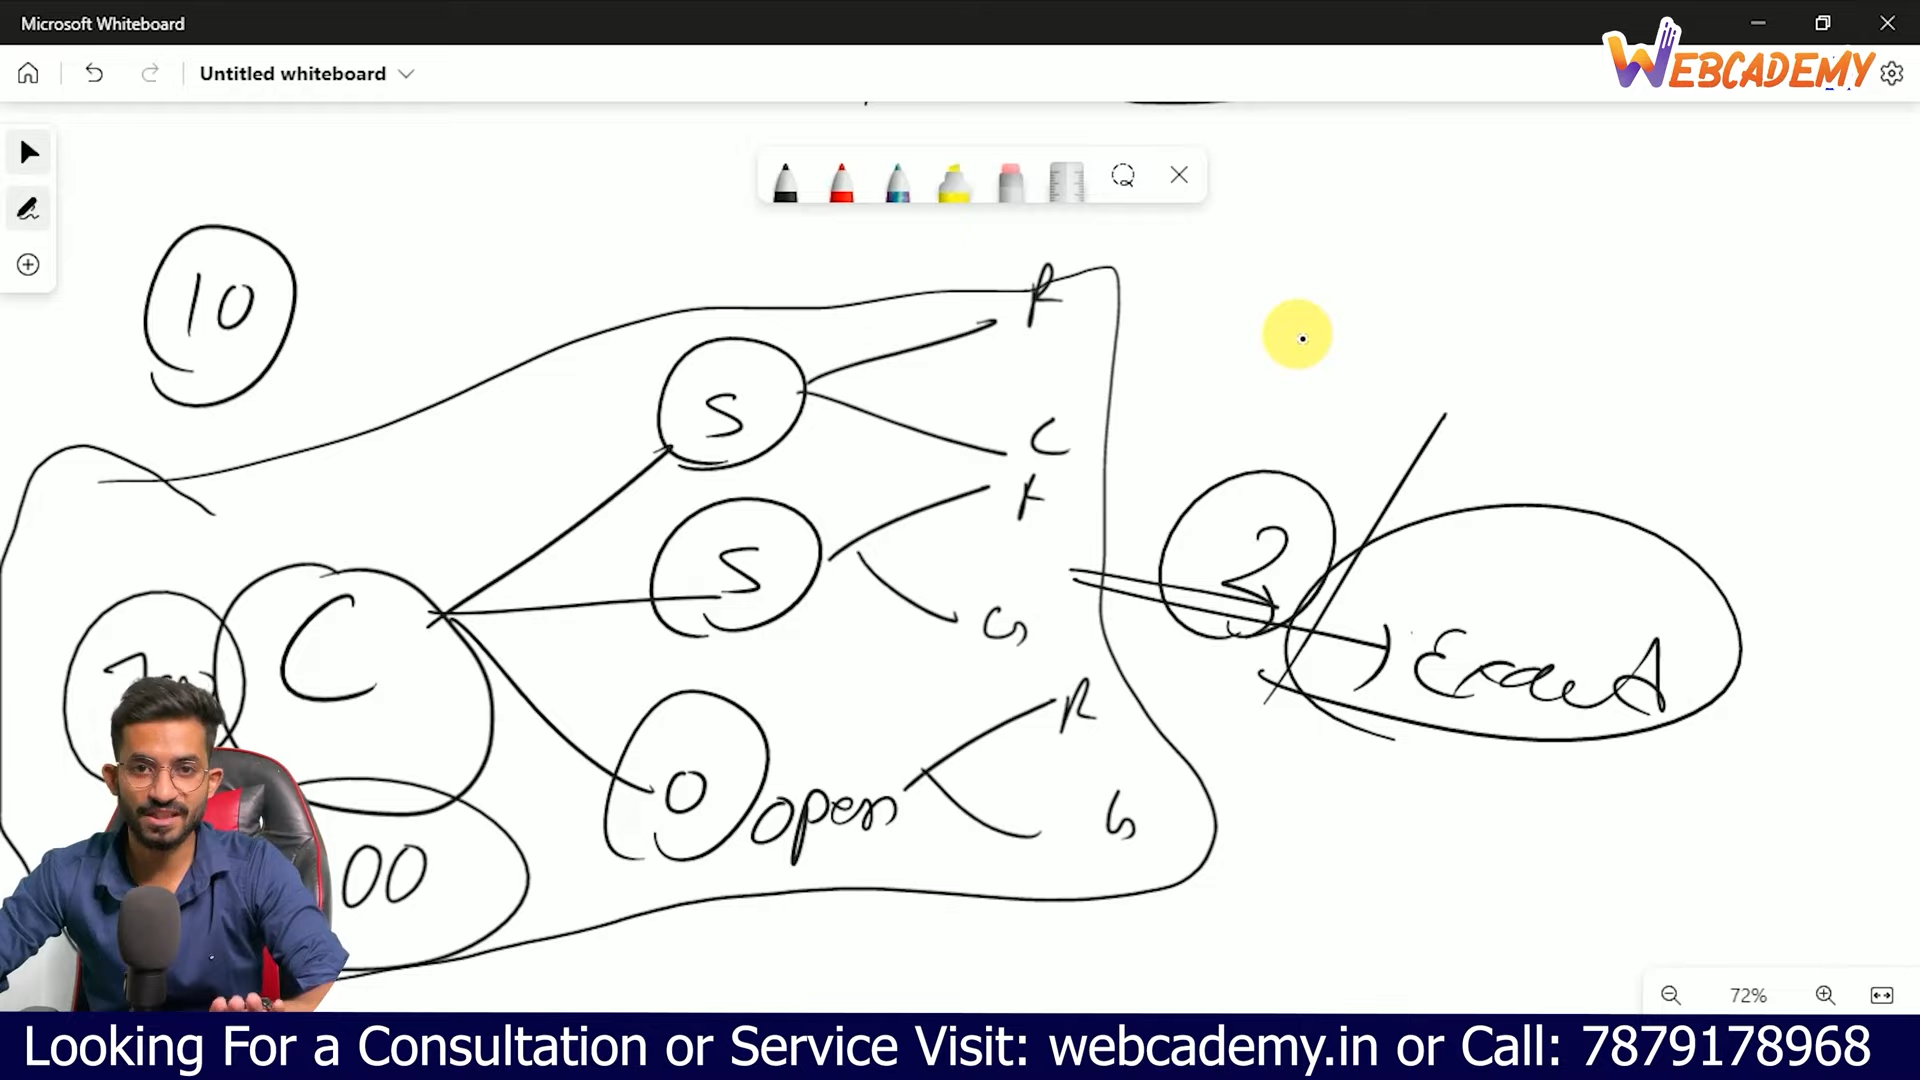 Microsoft Whiteboard
WEBCADEMY
Untitled whiteboard
10
R
S
C
S
G
2
C
R
O open
G
00
72%
Looking For a Consultation or Service Visit: webcademy.in or Call: 7879178968